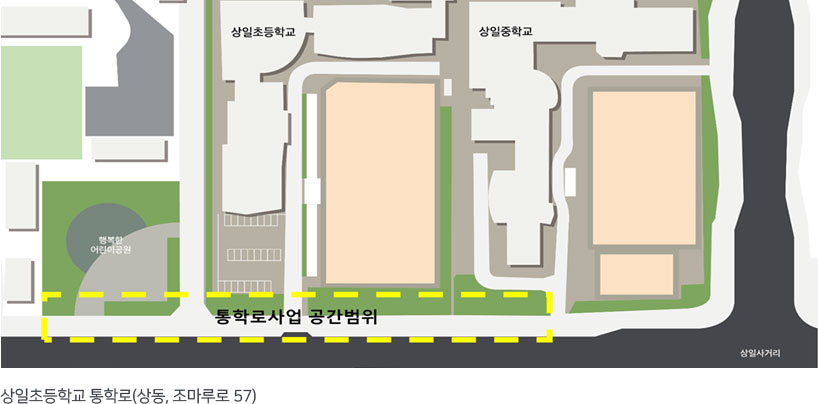 상일초등학교
상일중학교
행복한
어린이공원
통학로사업 공간범위
상일사거리
상일초등학교 통학로(상동, 조마루로 57)